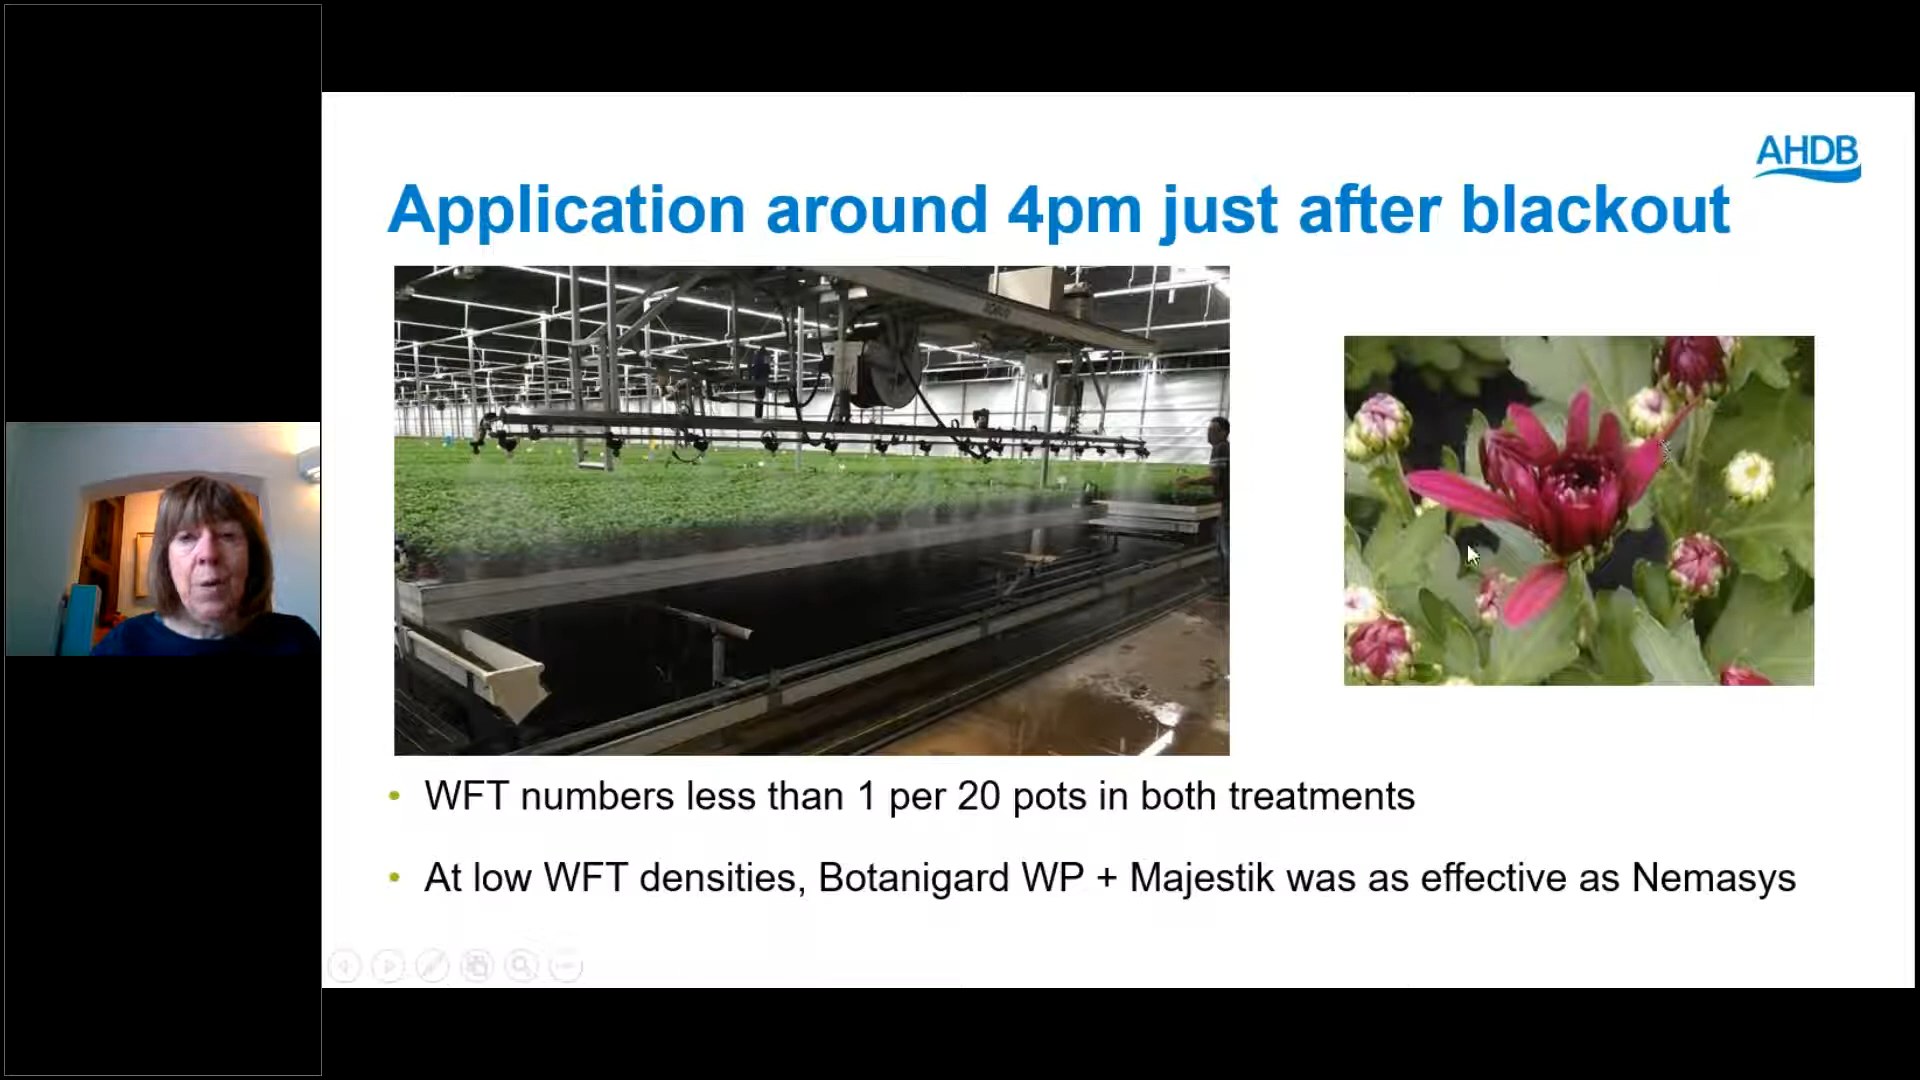 AHDB
Application around 4pm just after blackout
• WFT numbers less than 1 per 20 pots in both treatments
• At low WFT densities, Botanigard WP + Majestik was as effective as Nemasys